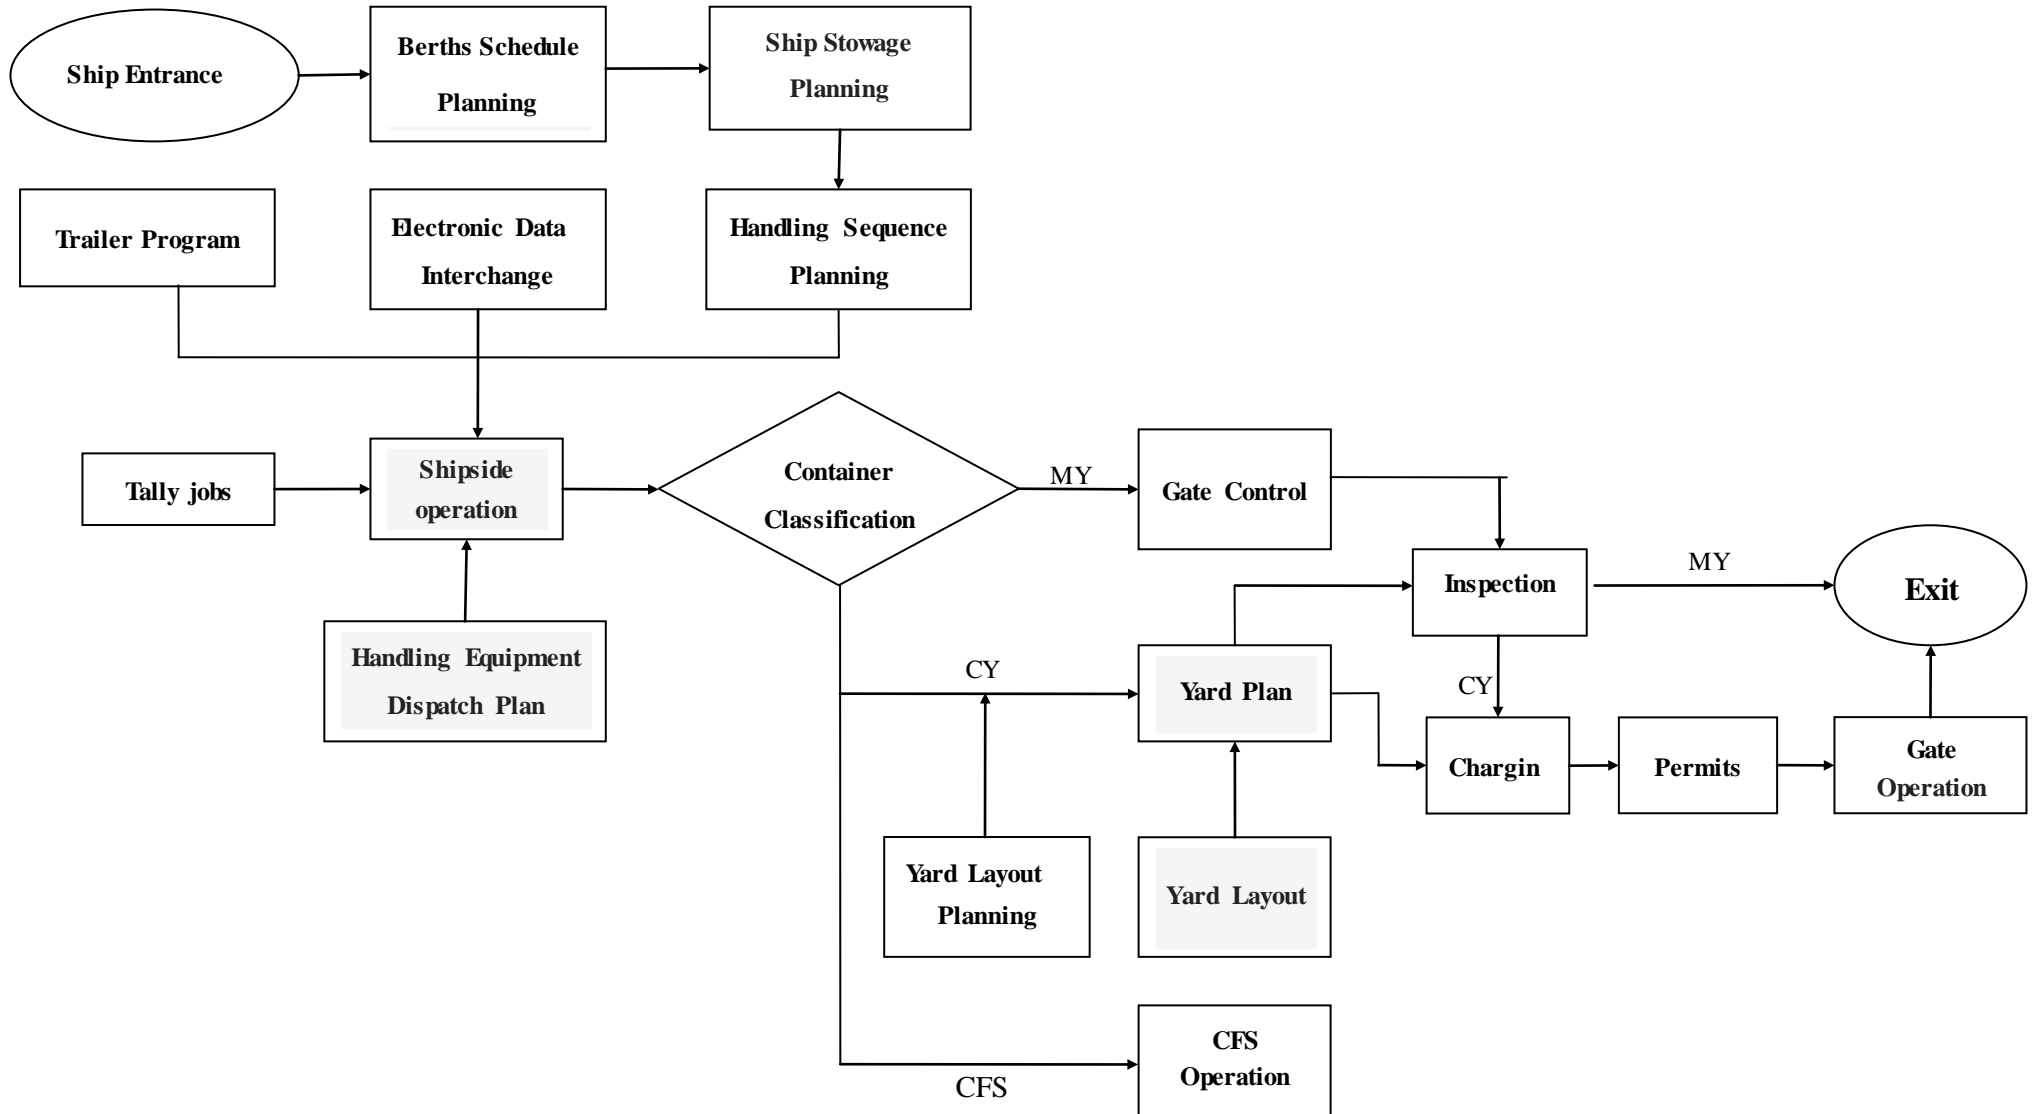 Ship Entrance
Berths Schedule
Planning
Ship Stowage
Planning
Trailer Program
Electronic Data
Interchange
Handling Sequence
Planning
Tally jobs
Shipside
operation
Container
Classification
MY
Gate Control
Inspection
MY
Exit
Handling Equipment
Dispatch Plan
CY
Yard Plan
CY
Chargin
Permits
Gate
Operation
Yard Layout
Planning
Yard Layout
CFS
Operation
CFS